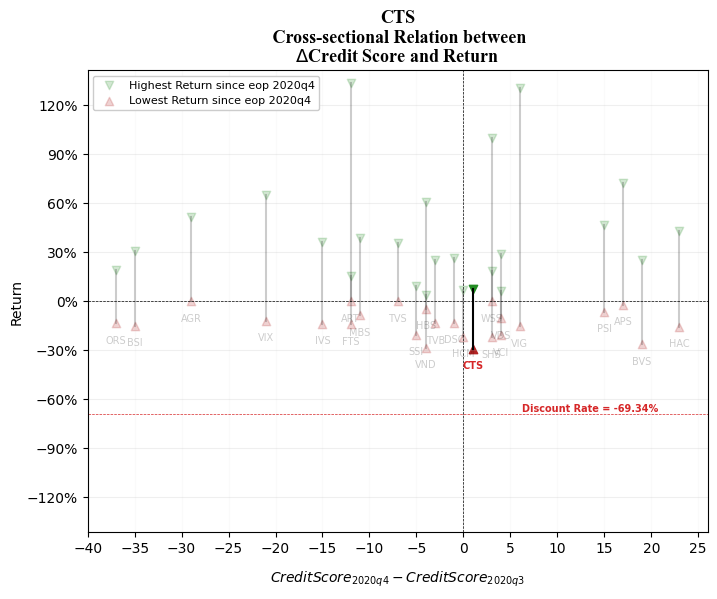 CTS
Cross-sectional Relation between
ΔCredit Score and Return
Highest Return since eop 2020q4
Lowest Return since eop 2020q4
120%
90%
60%
30%
0%
−30%
−60%
−90%
−120%
Return
ORS
BSI
AGR
VIX
IVS
FTS
MBS
TVS
SSI
HBS
VND
TVB
CTS
VIG
PSI
APS
BVS
HAC
VCI
Discount Rate = -69.34%
−40
−35
−30
−25
−20
−15
−10
−5
0
5
10
15
20
25
CreditScore2020q4 − CreditScore2020q3